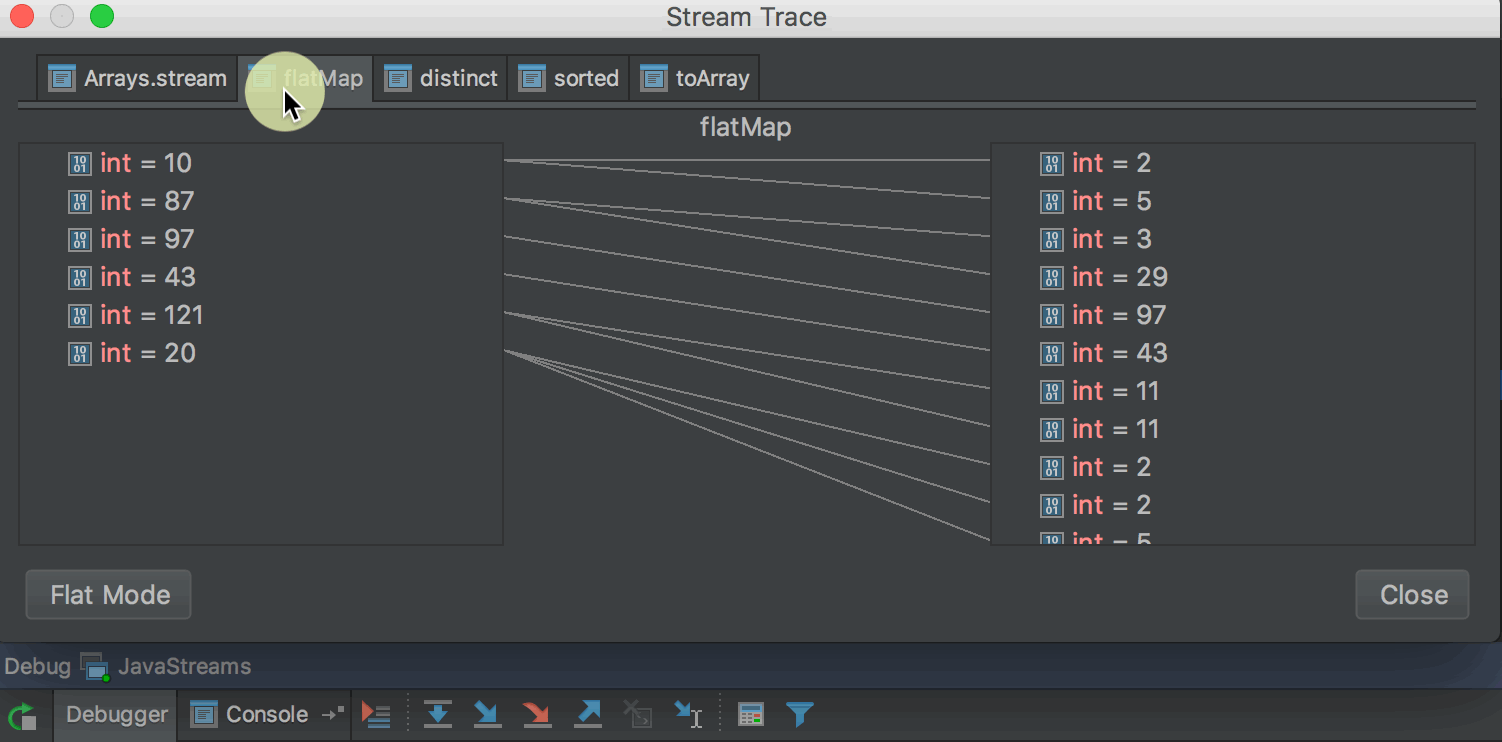 Stream Trace
Arrays.stream flatMap distinct sorted toArray
flatMap
int = 10
int = 87
int = 97
int = 43
int = 121
int = 20
int = 2
int = 5
int = 3
int = 29
int = 97
int = 43
int = 11
int = 11
int = 2
int = 2
int = 5
Flat Mode
Close
Debug JavaStreams
Debugger Console